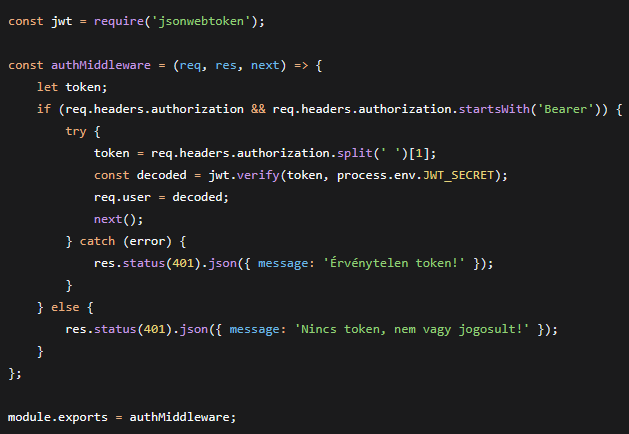 const jwt = require('jsonwebtoken');

const authMiddleware = (req, res, next) => {
    let token;
    if (req.headers.authorization && req.headers.authorization.startsWith('Bearer')) {
        try {
            token = req.headers.authorization.split(' ')[1];
            const decoded = jwt.verify(token, process.env.JWT_SECRET);
            req.user = decoded;
            next();
        } catch (error) {
            res.status(401).json({ message: 'Érvénytelen token!' });
        }
    } else {
        res.status(401).json({ message: 'Nincs token, nem vagy jogosult!' });
    }
};

module.exports = authMiddleware;